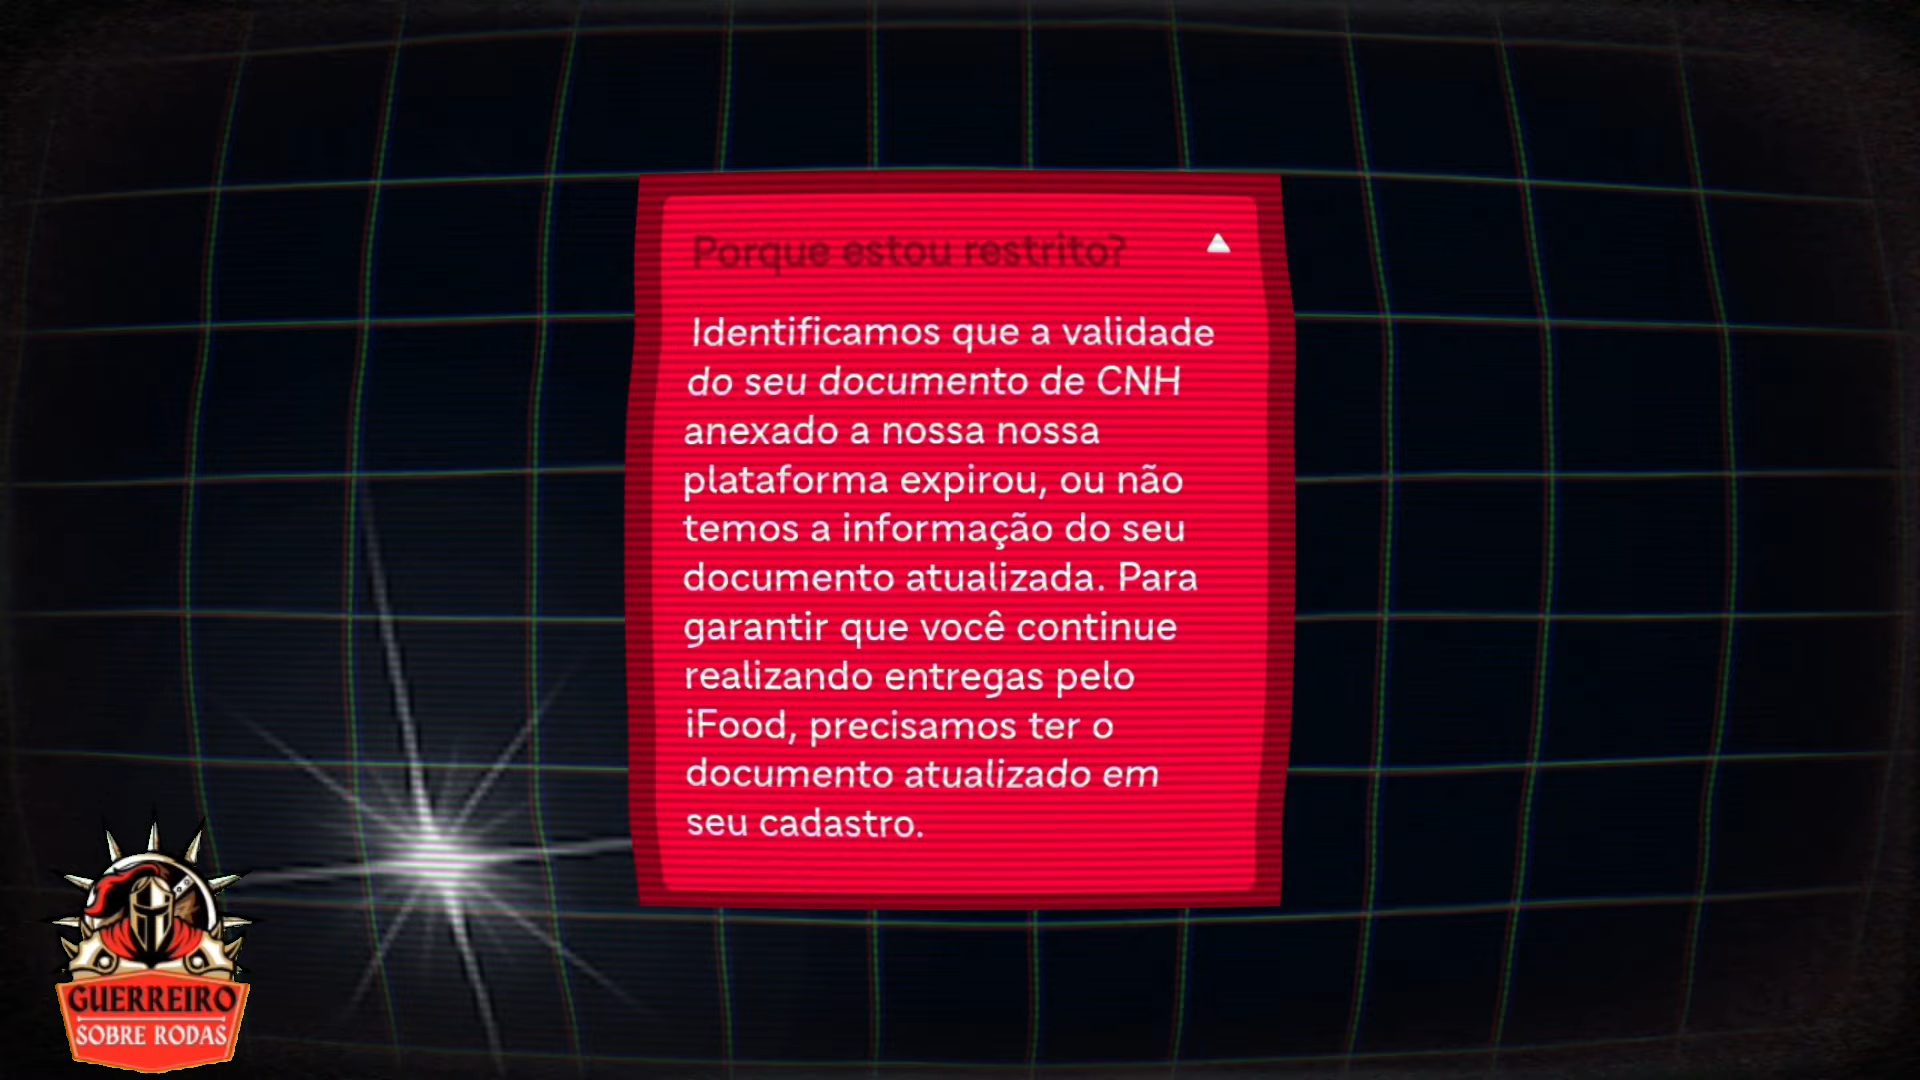 Porque estou restrito?
Identificamos que a validade
do seu documento de CNH
anexado a nossa nossa
plataforma expirou, ou não
temos a informação do seu
documento atualizada. Para
garantir que você continue
realizando entregas pelo
iFood, precisamos ter o
documento atualizado em
seu cadastro.
GUERREIRO
SOBRE RODAS